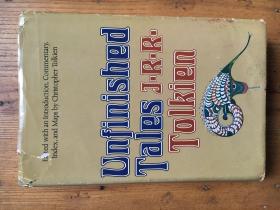 Unfinished
Tales J·R·R·
Tolkien
Edited with an Introduction, Commentary,
Index, and Maps by Christopher Tolkien